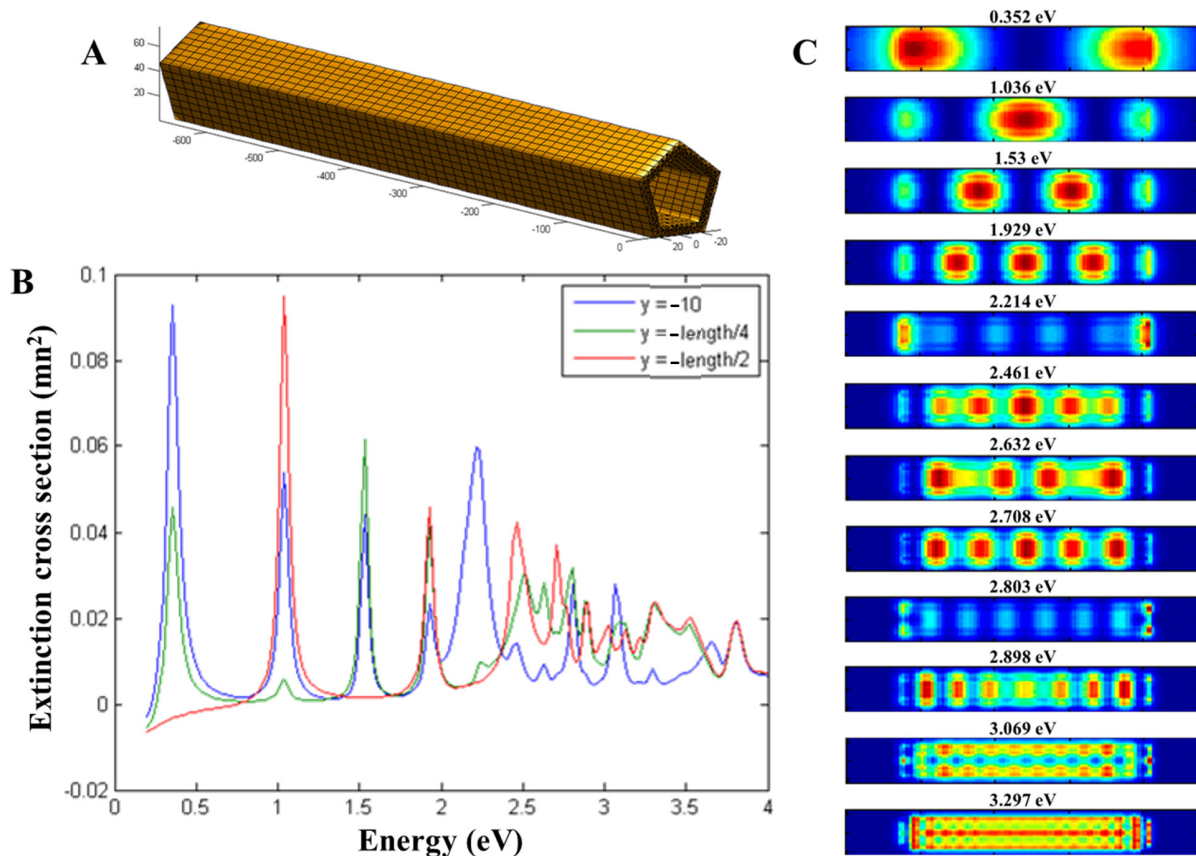 A
60
40
20
-600
-500
-400
-300
-200
-100
0
20
0
-20
B
Extinction cross section (mn²)
0.1
0.08
0.06
0.04
0.02
0
-0.02
0
0.5
1
1.5
2
2.5
3
3.5
4
Energy (eV)
y = -10
y = -length/4
y = -length/2
C
0.352 eV
1.036 eV
1.53 eV
1.929 eV
2.214 eV
2.461 eV
2.632 eV
2.708 eV
2.803 eV
2.898 eV
3.069 eV
3.297 eV